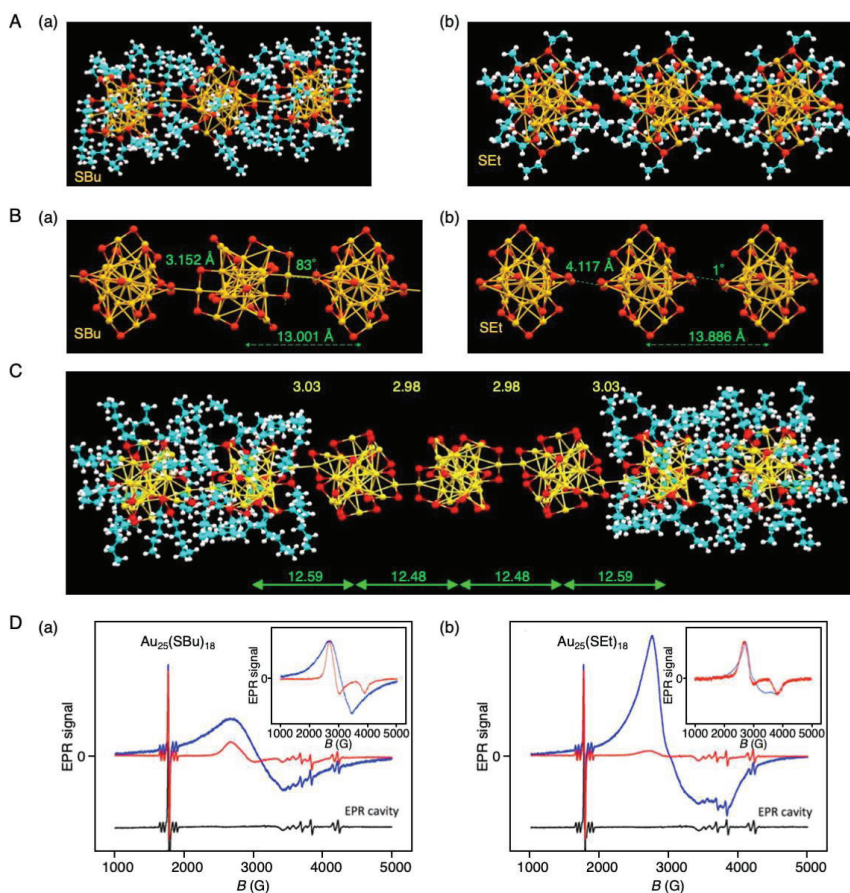 A
(a)
(b)
SBu
SEt
B
(a)
(b)
3.152 Å
83°
SBu
13.001 Å
4.117 Å
1°
SEt
13.886 Å
C
3.03
2.98
2.98
3.03
12.59
12.48
12.48
12.59
D
(a)
Au₂₅(SBu)₁₈
EPR signal
0
EPR cavity
1000
2000
3000
4000
5000
B (G)
EPR signal
0
1000
2000
3000
4000
5000
B (G)
(b)
Au₂₅(SEt)₁₈
EPR signal
0
EPR cavity
1000
2000
3000
4000
5000
B (G)
EPR signal
0
1000
2000
3000
4000
5000
B (G)